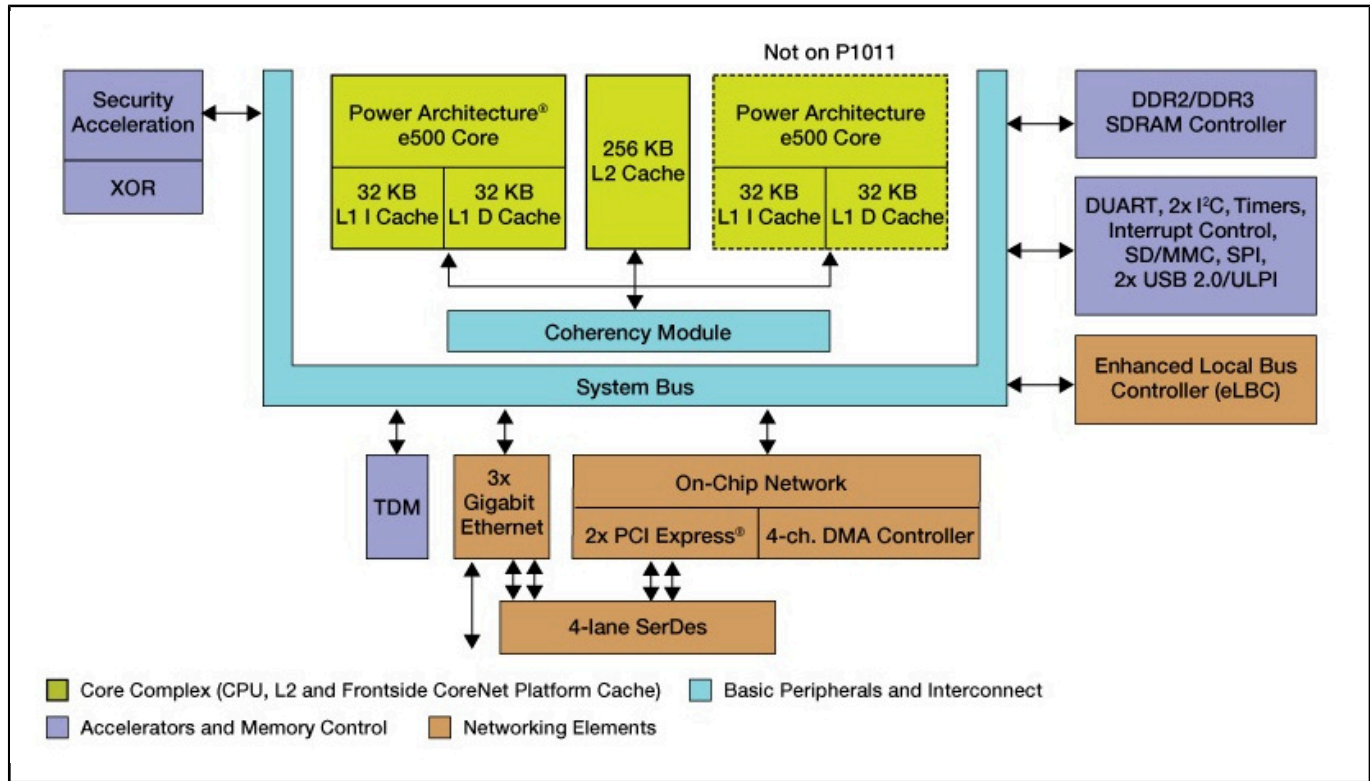 Not on P1011
Security
Acceleration
XOR
Power Architecture®
e500 Core
32 KB
L1 I Cache
32 KB
L1 D Cache
256 KB
L2 Cache
Power Architecture
e500 Core
32 KB
L1 I Cache
32 KB
L1 D Cache
DDR2/DDR3
SDRAM Controller
DUART, 2x I²C, Timers,
Interrupt Control,
SD/MMC, SPI,
2x USB 2.0/ULPI
Coherency Module
System Bus
Enhanced Local Bus
Controller (eLBC)
TDM
3x
Gigabit
Ethernet
On-Chip Network
2x PCI Express®
4-ch. DMA Controller
4-lane SerDes
Core Complex (CPU, L2 and Frontside CoreNet Platform Cache)
Basic Peripherals and Interconnect
Accelerators and Memory Control
Networking Elements